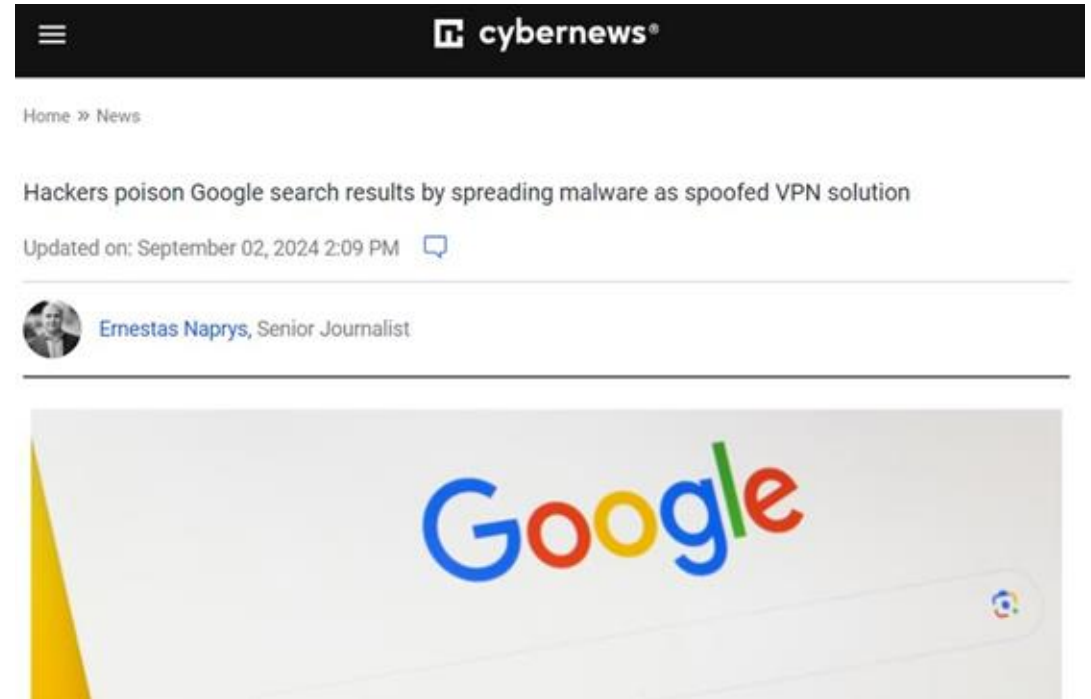 cybernews®
Home » News
Hackers poison Google search results by spreading malware as spoofed VPN solution
Updated on: September 02, 2024 2:09 PM
Ernestas Naprys, Senior Journalist
Google